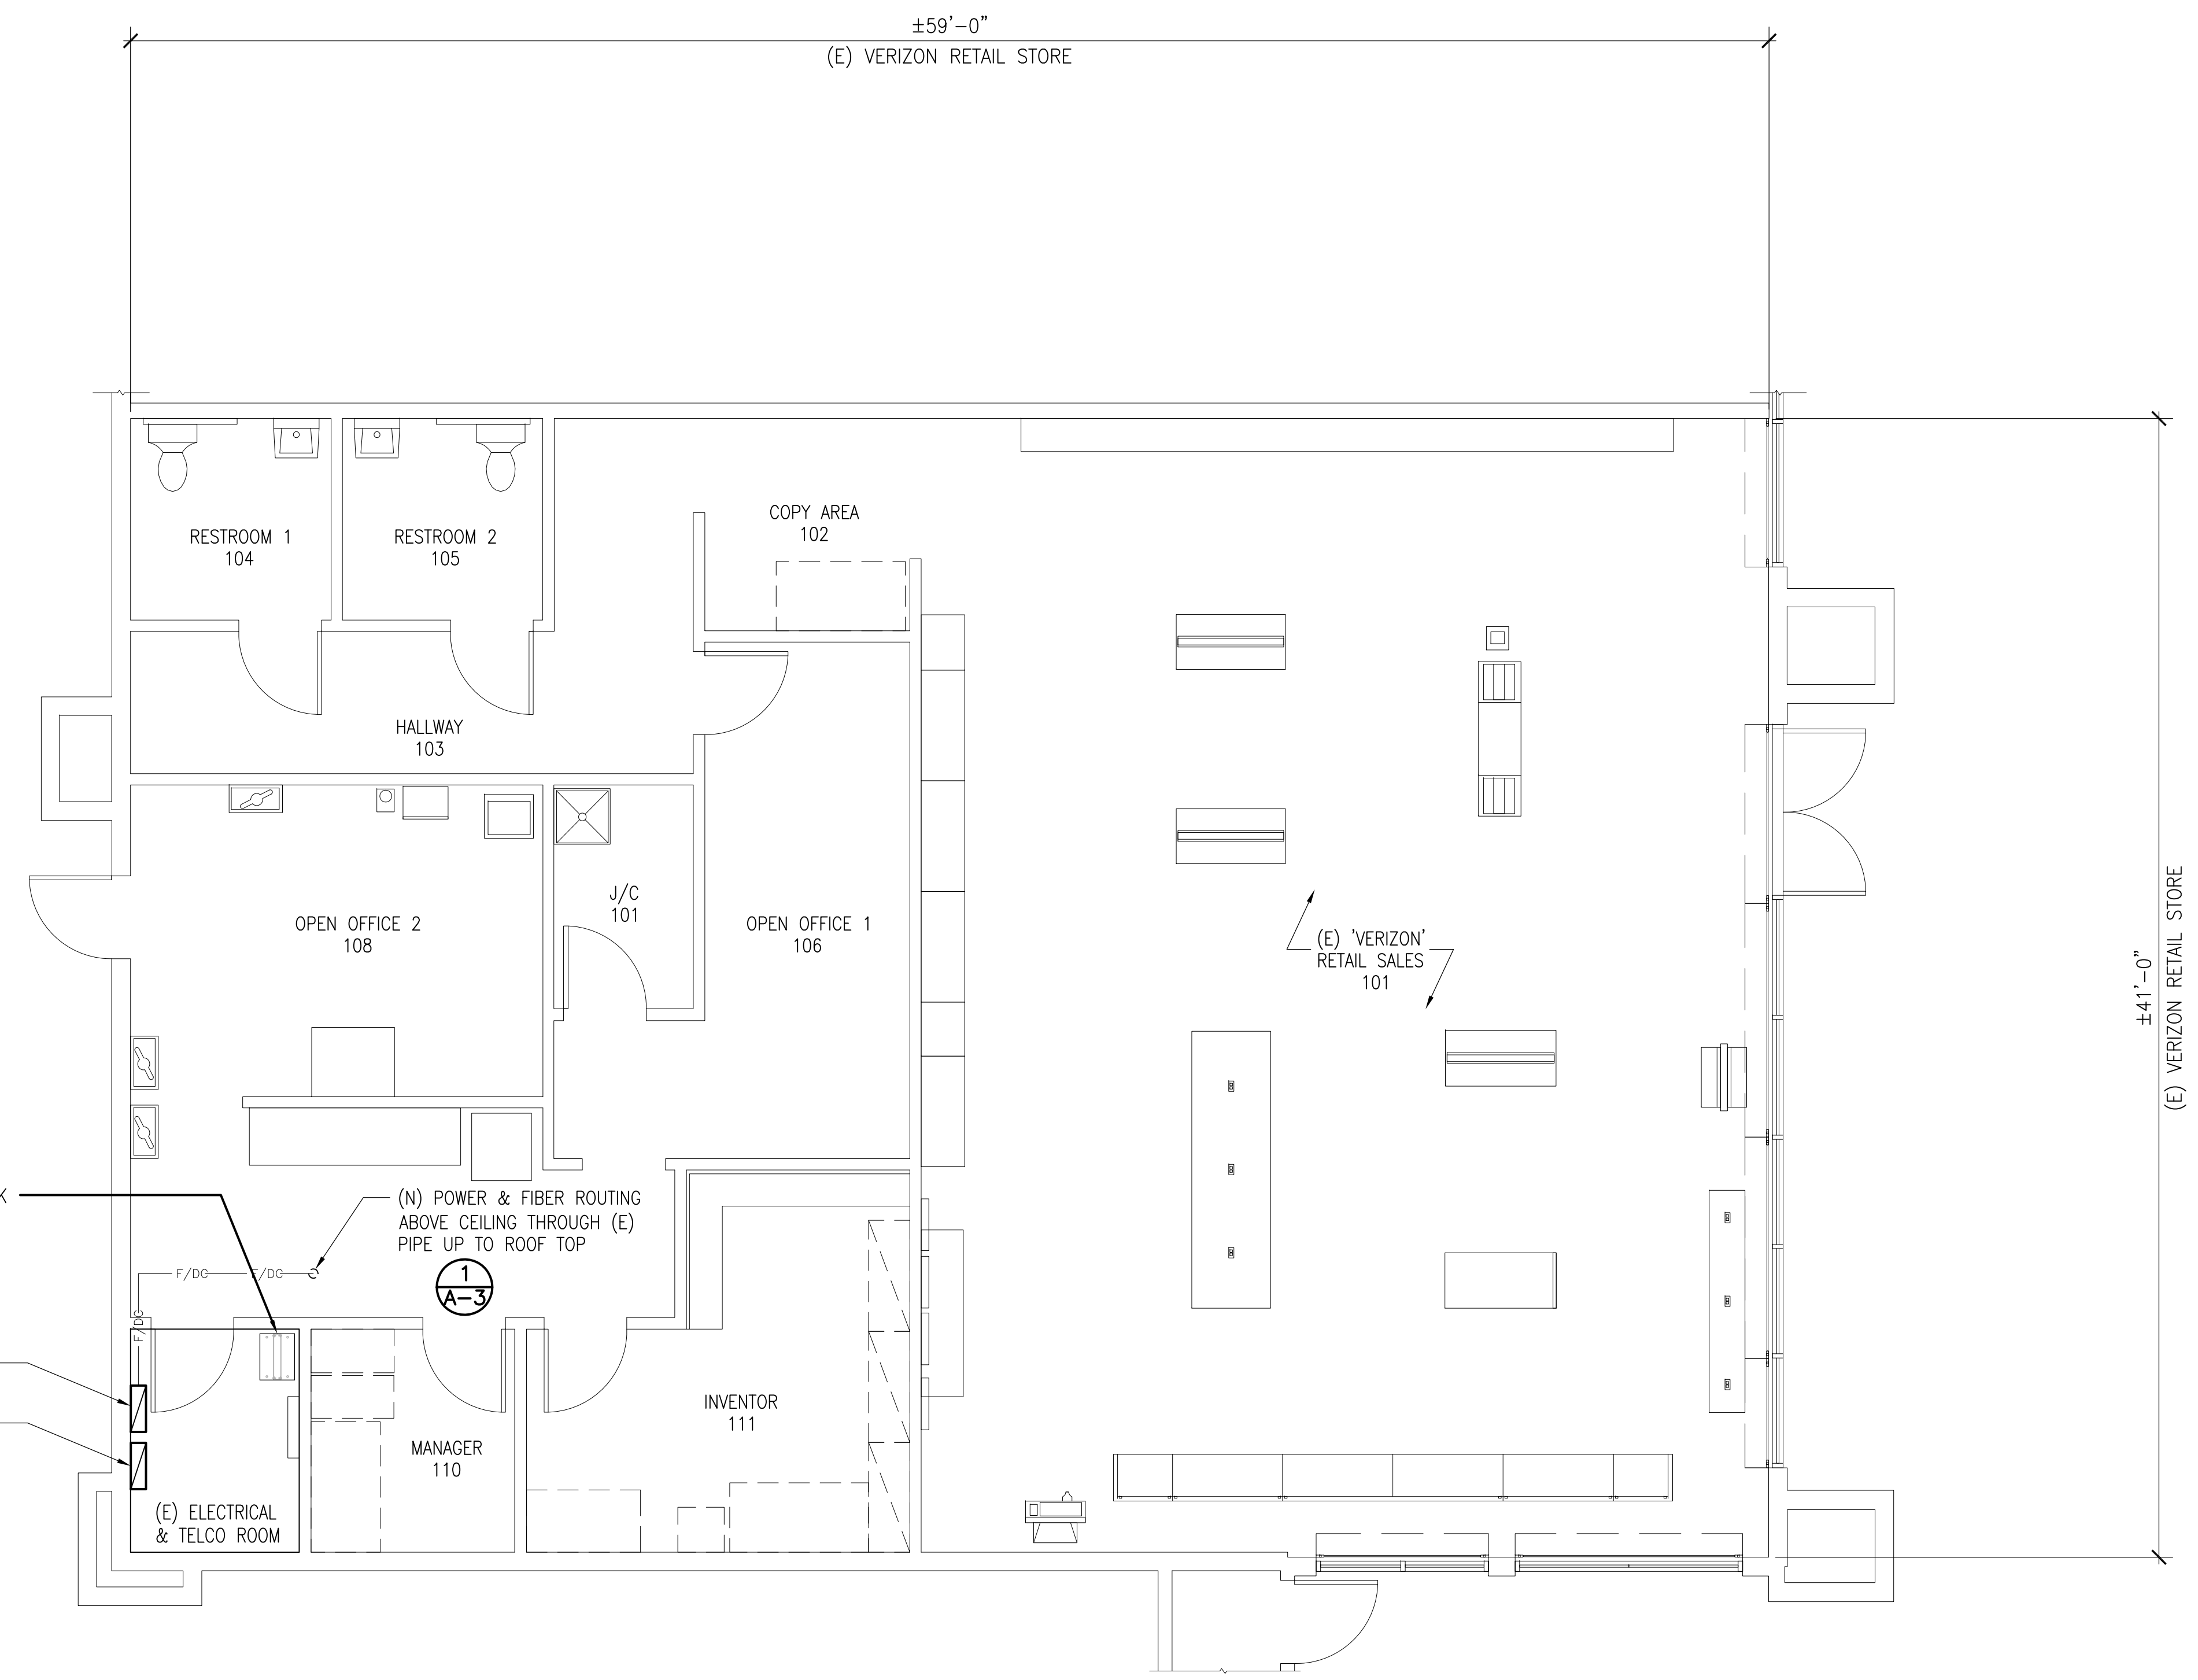 ±59'-0"
(E) VERIZON RETAIL STORE
COPY AREA
102
RESTROOM 1
104
RESTROOM 2
105
HALLWAY
103
J/C
101
OPEN OFFICE 2
108
OPEN OFFICE 1
106
(E) 'VERIZON'
RETAIL SALES
101
±41'-0"
(E) VERIZON RETAIL STORE
K
(N) POWER & FIBER ROUTING
ABOVE CEILING THROUGH (E)
PIPE UP TO ROOF TOP
F/DC
F/DC
F/DC
1
A-3
INVENTOR
111
MANAGER
110
(E) ELECTRICAL
& TELCO ROOM